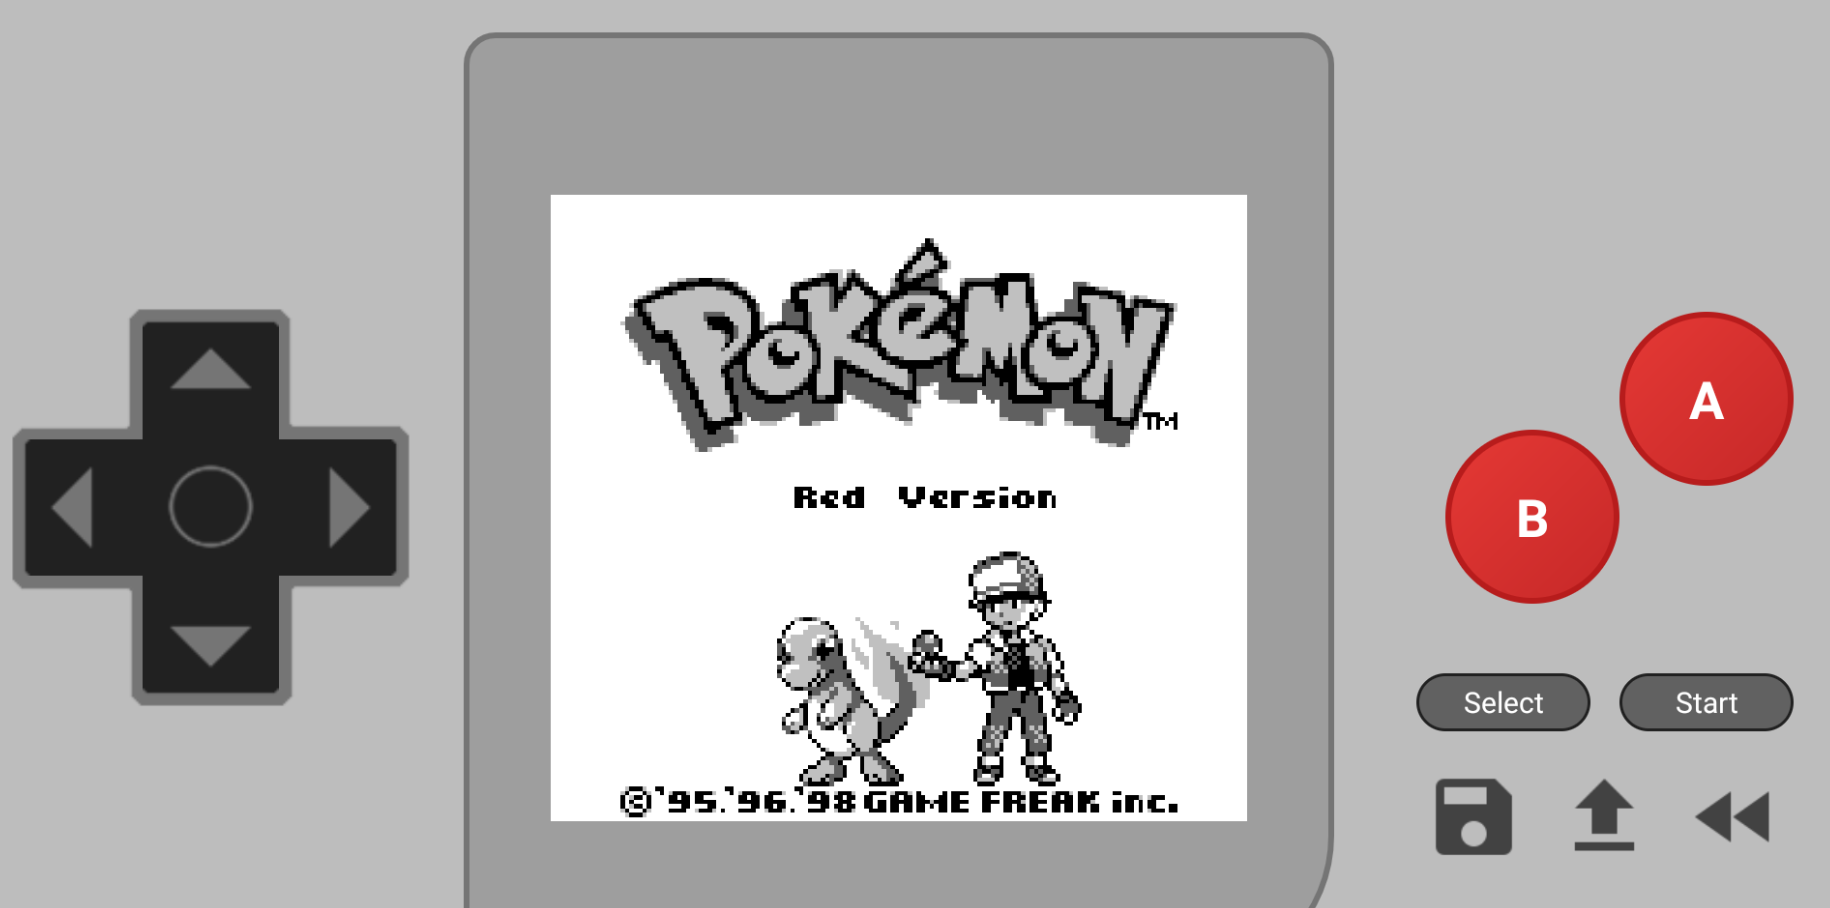 POKéMON
TM
Red Version
©'95.'96.'98 GAME FREAK inc.
A
B
Select
Start